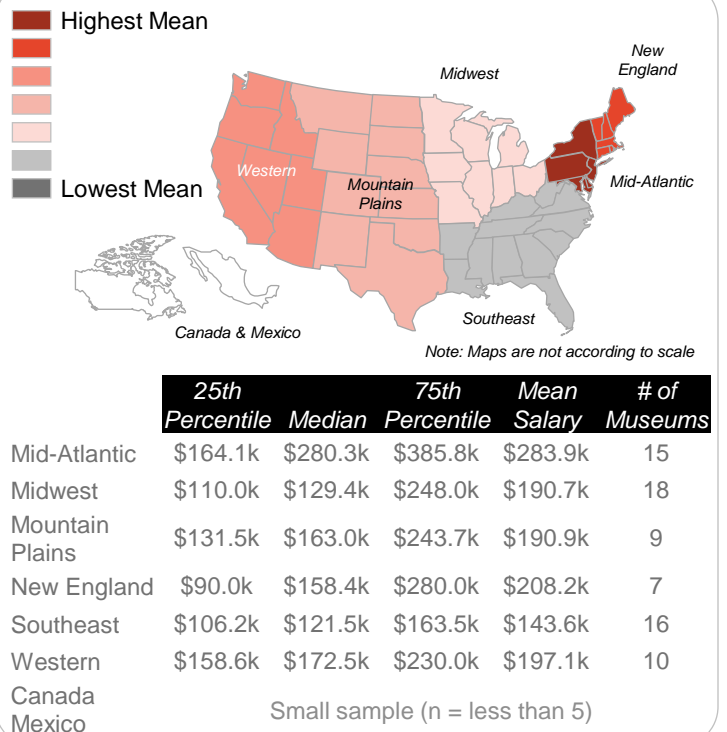 Highest Mean
New
England
Midwest
Western
Mountain
Plains
Mid-Atlantic
Lowest Mean
Southeast
Canada & Mexico
Note: Maps are not according to scale
25th Percentile Median 75th Percentile Mean Salary # of Museums
Mid-Atlantic $164.1k $280.3k $385.8k $283.9k 15
Midwest $110.0k $129.4k $248.0k $190.7k 18
Mountain Plains $131.5k $163.0k $243.7k $190.9k 9
New England $90.0k $158.4k $280.0k $208.2k 7
Southeast $106.2k $121.5k $163.5k $143.6k 16
Western $158.6k $172.5k $230.0k $197.1k 10
Canada Mexico Small sample (n = less than 5)